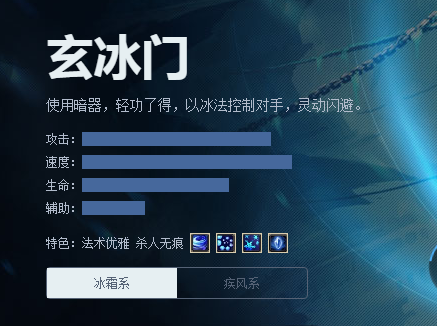 玄冰门
使用暗器，轻功了得，以冰法控制对手，灵动闪避。
攻击：
速度：
生命：
辅助：
特色：法术优雅 杀人无痕
冰霜系 疾风系